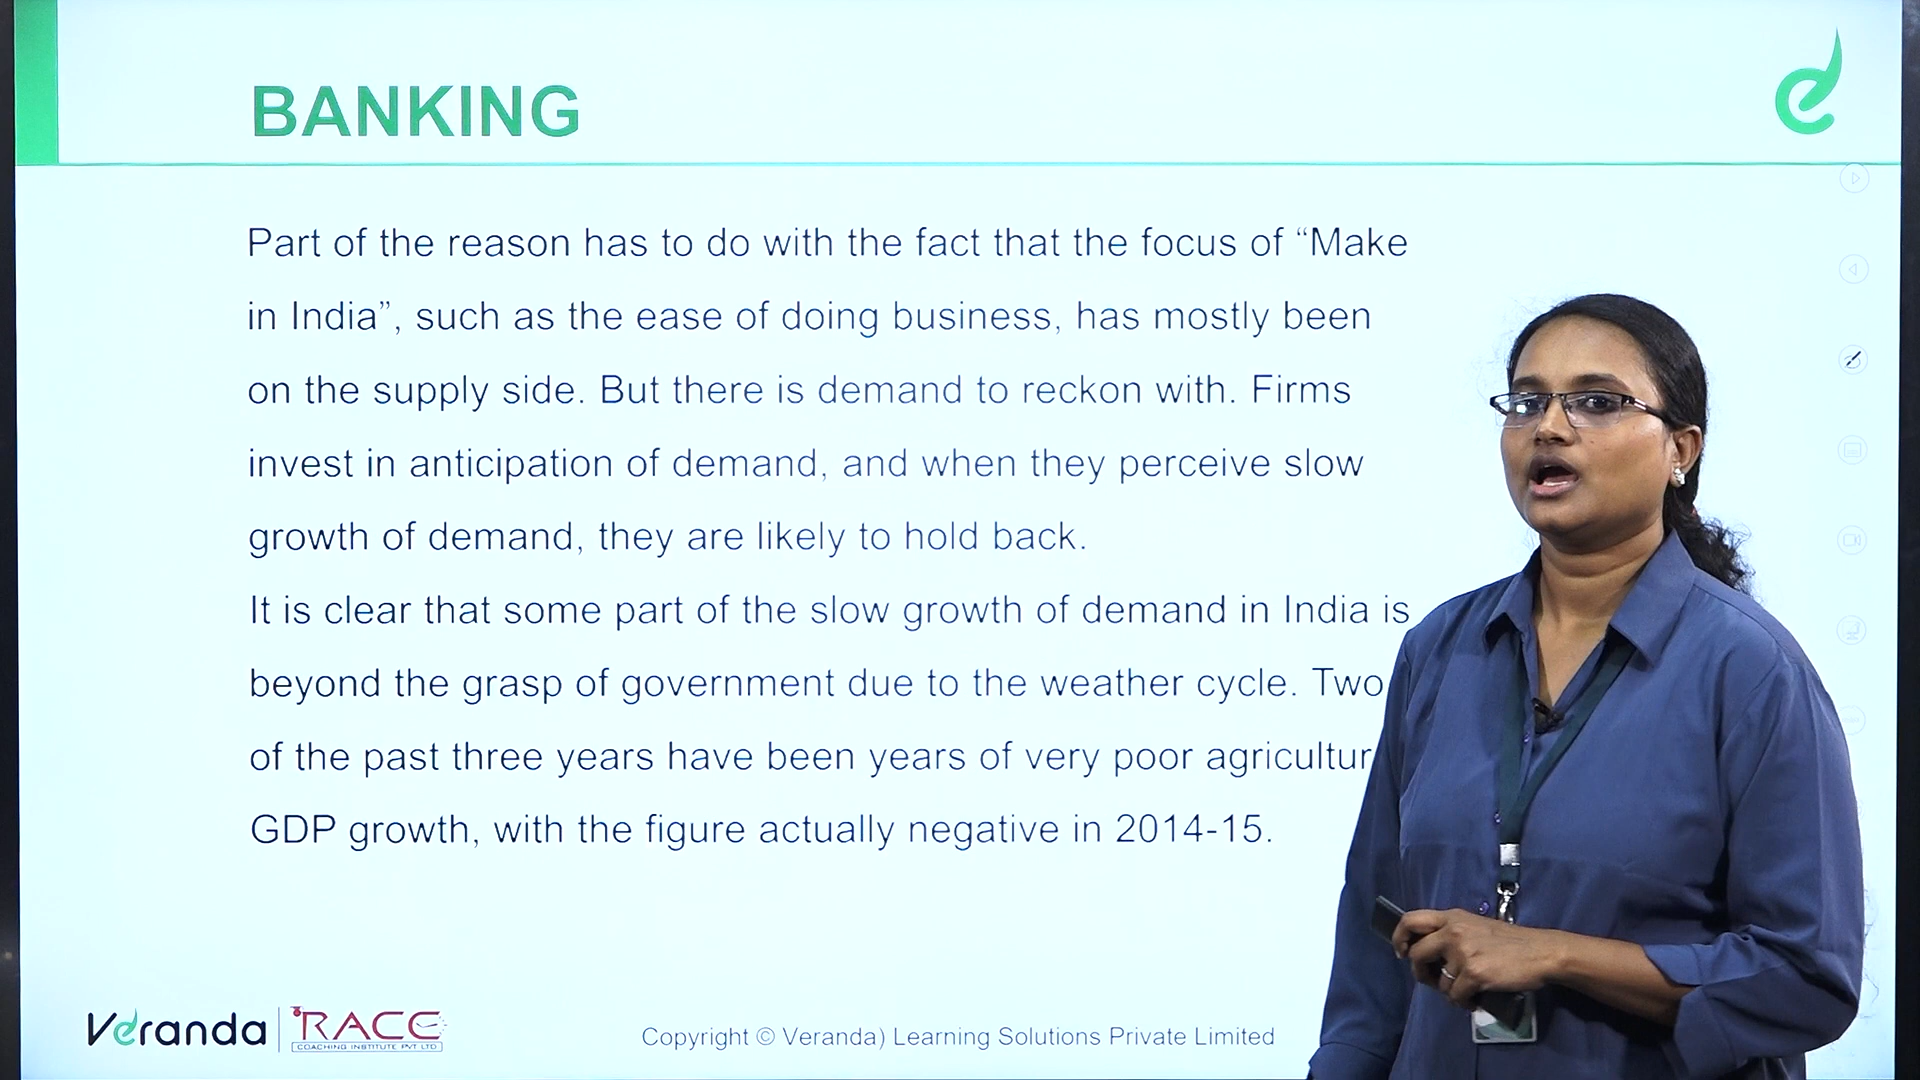 BANKING
Part of the reason has to do with the fact that the focus of “Make
in India”, such as the ease of doing business, has mostly been
on the supply side. But there is demand to reckon with. Firms
invest in anticipation of demand, and when they perceive slow
growth of demand, they are likely to hold back.
It is clear that some part of the slow growth of demand in India is
beyond the grasp of government due to the weather cycle. Two
of the past three years have been years of very poor agricultur
GDP growth, with the figure actually negative in 2014-15.
Veranda RACE
COACHING INSTITUTE PVT LTD
Copyright © Veranda) Learning Solutions Private Limited